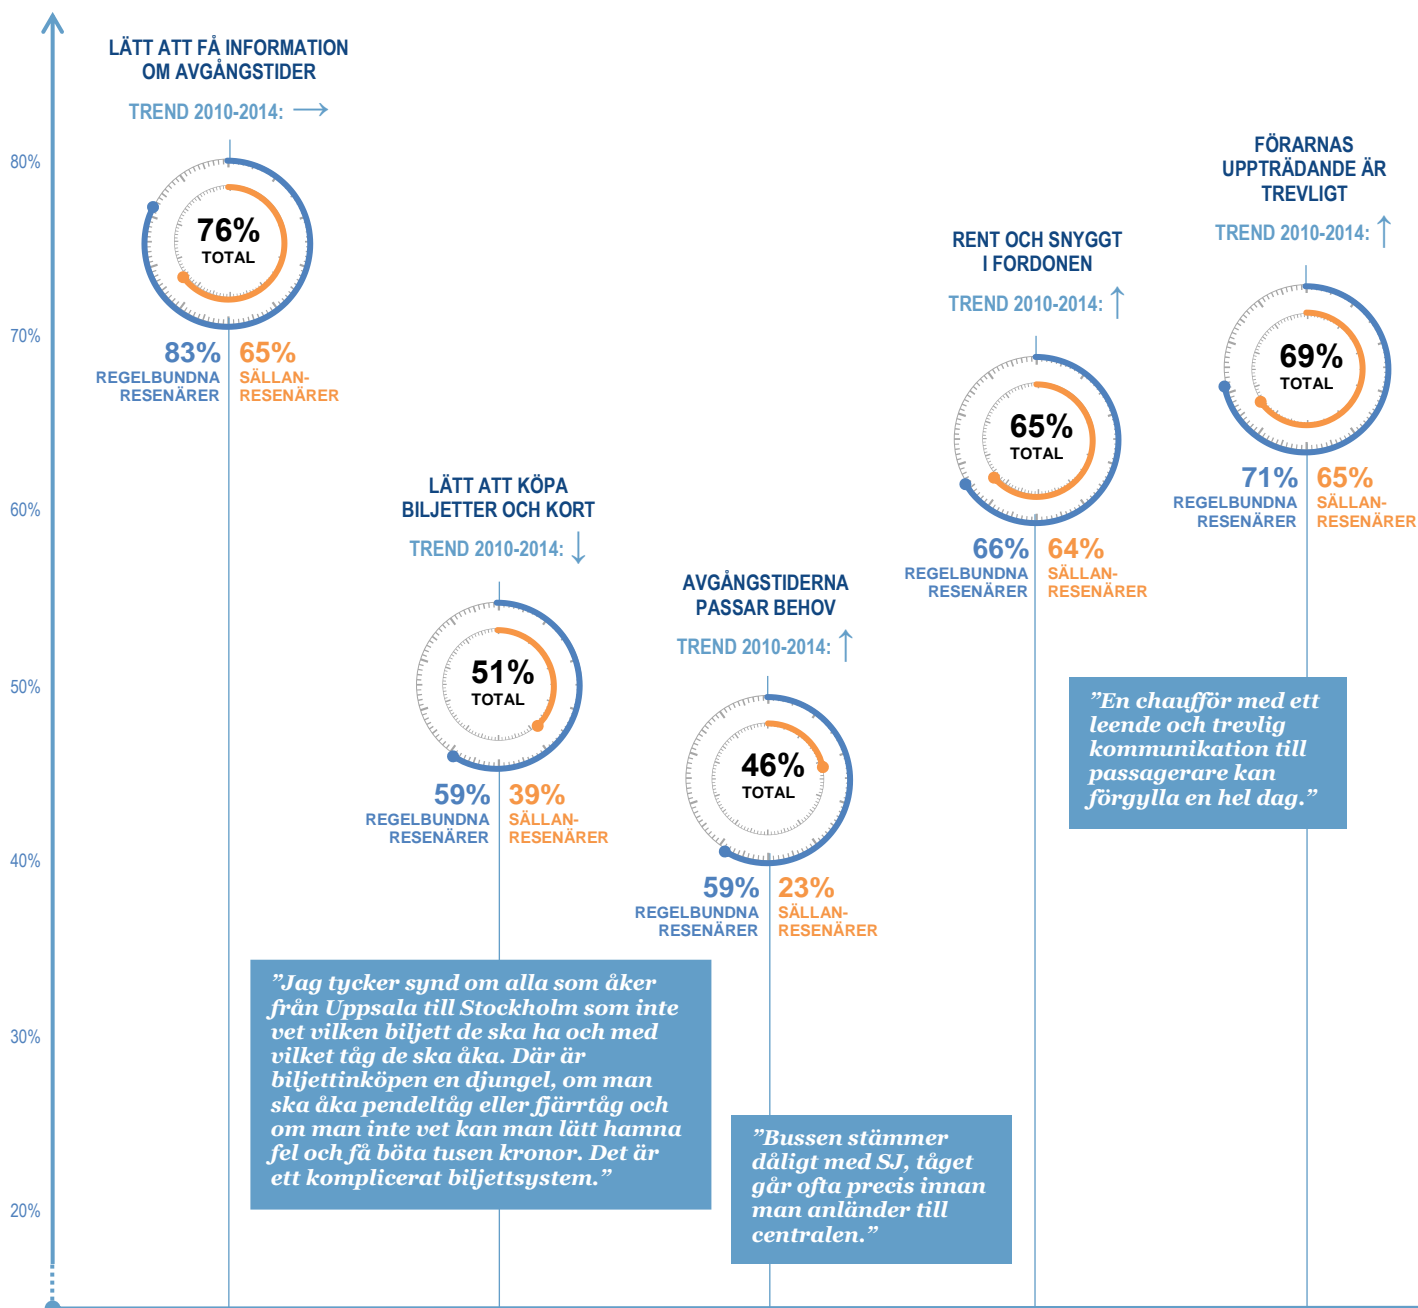 LÄTT ATT FÅ INFORMATION
OM AVGÅNGSTIDER
TREND 2010-2014: →
76%
TOTAL
83%
REGELBUNDNA
RESENÄRER
65%
SÄLLAN-
RESENÄRER
LÄTT ATT KÖPA
BILJETTER OCH KORT
TREND 2010-2014: ↓
51%
TOTAL
59%
REGELBUNDNA
RESENÄRER
39%
SÄLLAN-
RESENÄRER
AVGÅNGSTIDERNA
PASSAR BEHOV
TREND 2010-2014: ↑
46%
TOTAL
59%
REGELBUNDNA
RESENÄRER
23%
SÄLLAN-
RESENÄRER
RENT OCH SNYGGT
I FORDONEN
TREND 2010-2014: ↑
65%
TOTAL
66%
REGELBUNDNA
RESENÄRER
64%
SÄLLAN-
RESENÄRER
FÖRARNAS
UPPTRÄDANDE ÄR
TREVLIGT
TREND 2010-2014: ↑
69%
TOTAL
71%
REGELBUNDNA
RESENÄRER
65%
SÄLLAN-
RESENÄRER
80%
70%
60%
50%
40%
30%
20%
”En chaufför med ett
leende och trevlig
kommunikation till
passagerare kan
förgylla en hel dag.”
”Jag tycker synd om alla som åker
från Uppsala till Stockholm som inte
vet vilken biljett de ska ha och med
vilket tåg de ska åka. Där är
biljettinköpen en djungel, om man
ska åka pendeltåg eller fjärrtåg och
om man inte vet kan man lätt hamna
fel och få böta tusen kronor. Det är
ett komplicerat biljettsystem.”
”Bussen stämmer
dåligt med SJ, tåget
går ofta precis innan
man anländer till
centralen.”